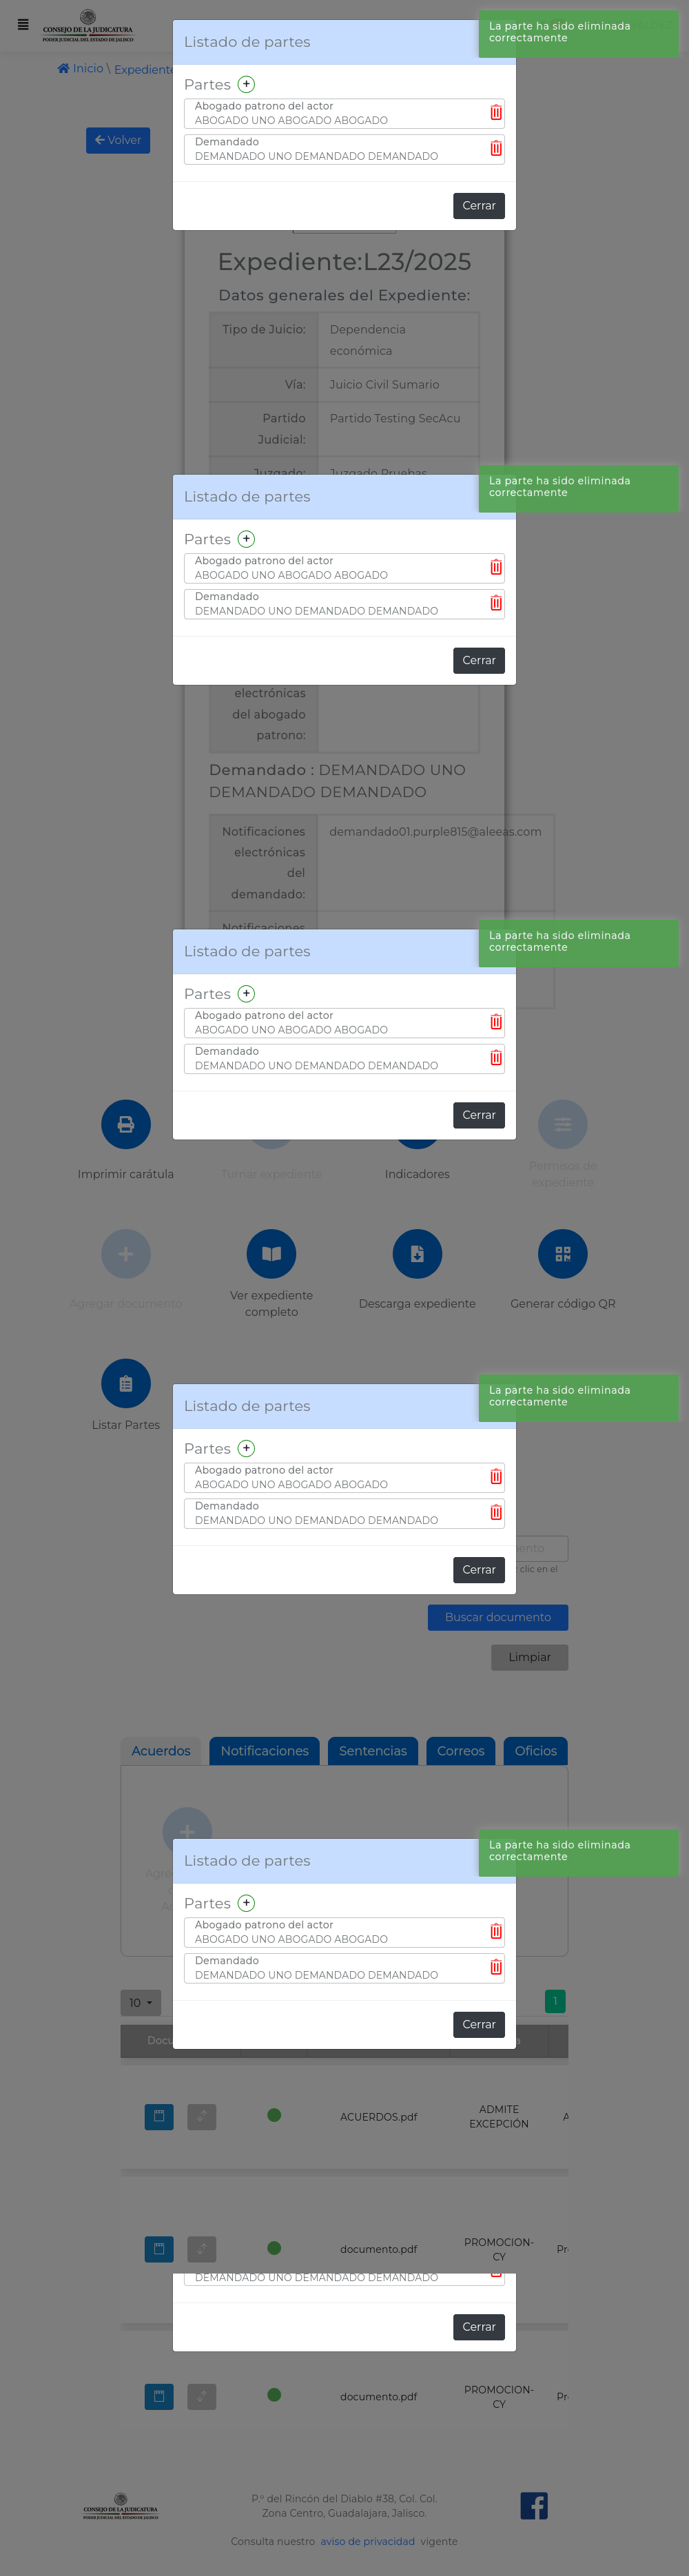 CONSEJO DE LA JUDICATURA
PODER JUDICIAL DEL ESTADO DE JALISCO
Inicio \ Expediente
Volver
Listado de partes
La parte ha sido eliminada
correctamente
Partes
Abogado patrono del actor
ABOGADO UNO ABOGADO ABOGADO
Demandado
DEMANDADO UNO DEMANDADO DEMANDADO
Cerrar
Expediente:L23/2025
Datos generales del Expediente:
Tipo de Juicio: Dependencia
económica
Vía: Juicio Civil Sumario
Partido Partido Testing SecAcu
Judicial:
Juzgado: Juzgado Pruebas
Listado de partes
La parte ha sido eliminada
correctamente
Partes
Abogado patrono del actor
ABOGADO UNO ABOGADO ABOGADO
Demandado
DEMANDADO UNO DEMANDADO DEMANDADO
Cerrar
electrónicas
del abogado
patrono:
Demandado : DEMANDADO UNO
DEMANDADO DEMANDADO
Notificaciones demandado01.purple815@aleeas.com
electrónicas
del
demandado:
Notificaciones
Listado de partes
La parte ha sido eliminada
correctamente
Partes
Abogado patrono del actor
ABOGADO UNO ABOGADO ABOGADO
Demandado
DEMANDADO UNO DEMANDADO DEMANDADO
Cerrar
Imprimir carátula
Turnar expediente
Indicadores
Permisos de
expediente
Agregar documento
Ver expediente
completo
Descarga expediente
Generar código QR
Listar Partes
Listado de partes
La parte ha sido eliminada
correctamente
Partes
Abogado patrono del actor
ABOGADO UNO ABOGADO ABOGADO
Demandado
DEMANDADO UNO DEMANDADO DEMANDADO
Cerrar
clic en el
Buscar documento
Limpiar
Acuerdos Notificaciones Sentencias Correos Oficios
Listado de partes
La parte ha sido eliminada
correctamente
Partes
Abogado patrono del actor
ABOGADO UNO ABOGADO ABOGADO
Demandado
DEMANDADO UNO DEMANDADO DEMANDADO
Cerrar
10
1
ACUERDOS.pdf
ADMITE
EXCEPCIÓN
documento.pdf
PROMOCION-
CY
DEMANDADO UNO DEMANDADO DEMANDADO
Cerrar
documento.pdf
PROMOCION-
CY
CONSEJO DE LA JUDICATURA
PODER JUDICIAL DEL ESTADO DE JALISCO
P.º del Rincón del Diablo #38, Col. Col.
Zona Centro, Guadalajara, Jalisco.
Consulta nuestro aviso de privacidad vigente